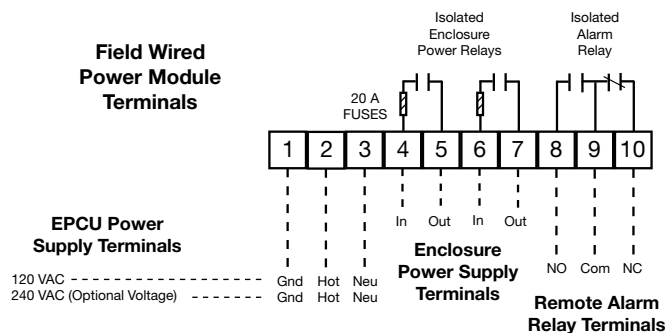 Field Wired
Power Module
Terminals
Isolated
Enclosure
Power Relays
Isolated
Alarm
Relay
20 A
FUSES
1 2 3 4 5 6 7 8 9 10
In Out In Out
EPCU Power
Supply Terminals
Enclosure
Power Supply
Terminals
NO Com NC
120 VAC Gnd Hot Neu
240 VAC (Optional Voltage) Gnd Hot Neu
Remote Alarm
Relay Terminals